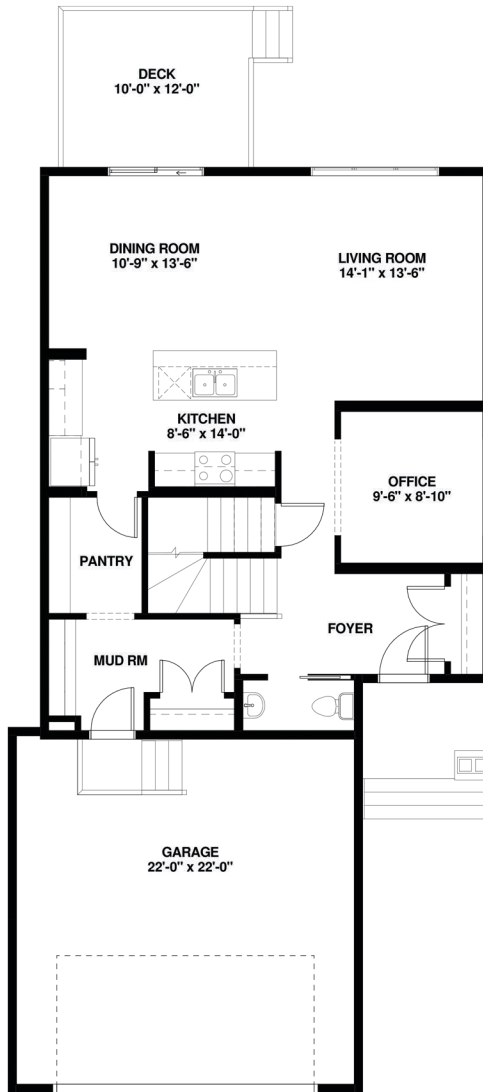 DECK
10'-0" x 12'-0"
DINING ROOM
10'-9" x 13'-6"
LIVING ROOM
14'-1" x 13'-6"
KITCHEN
8'-6" x 14'-0"
OFFICE
9'-6" x 8'-10"
PANTRY
FOYER
MUD RM
GARAGE
22'-0" x 22'-0"